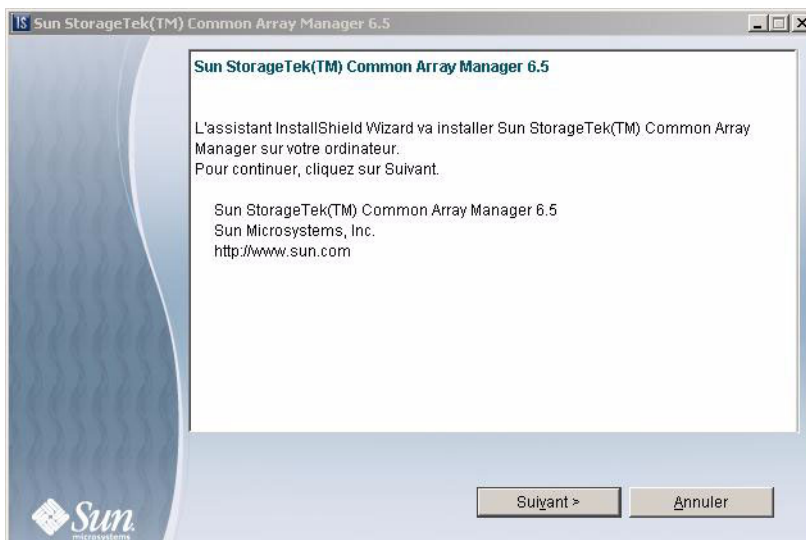 Sun StorageTek(TM) Common Array Manager 6.5
Sun StorageTek(TM) Common Array Manager 6.5
L'assistant InstallShield Wizard va installer Sun StorageTek(TM) Common Array
Manager sur votre ordinateur.
Pour continuer, cliquez sur Suivant.
Sun StorageTek(TM) Common Array Manager 6.5
Sun Microsystems, Inc.
http://www.sun.com
Suivant >
Annuler
Sun
microsystems